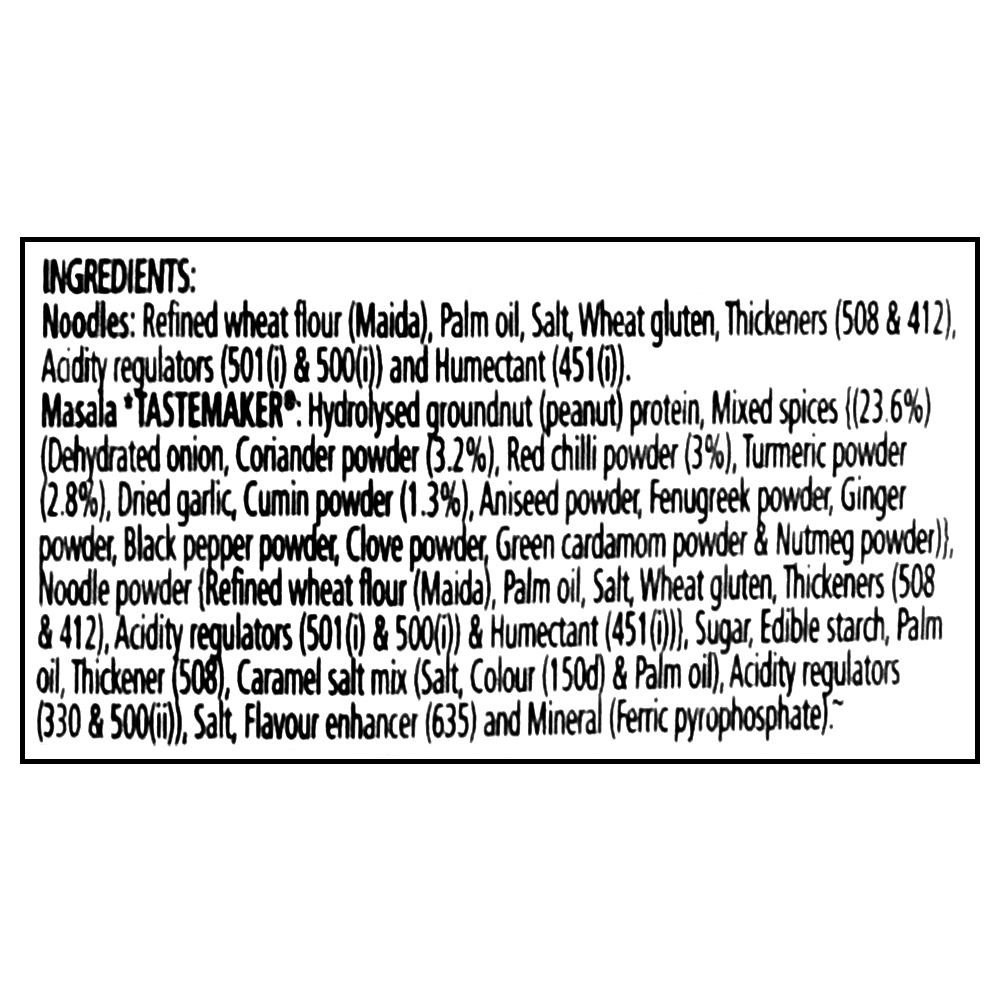 INGREDIENTS:
Noodles: Refined wheat flour (Maida), Palm oil, Salt, Wheat gluten, Thickeners (508 & 412),
Acidity regulators (501(i) & 500(i)) and Humectant (451(i)).
Masala *TASTEMAKER®: Hydrolysed groundnut (peanut) protein, Mixed spices {(23.6%)
(Dehydrated onion, Coriander powder (3.2%), Red chilli powder (3%), Turmeric powder
(2.8%), Dried garlic, Cumin powder (1.3%), Aniseed powder, Fenugreek powder, Ginger
powder, Black pepper powder, Clove powder, Green cardamom powder & Nutmeg powder)},
Noodle powder {Refined wheat flour (Maida), Palm oil, Salt, Wheat gluten, Thickeners (508
& 412), Acidity regulators (501(i) & 500(i)) & Humectant (451(i))}, Sugar, Edible starch, Palm
oil, Thickener (508), Caramel salt mix (Salt, Colour (150d) & Palm oil), Acidity regulators
(330 & 500(ii)), Salt, Flavour enhancer (635) and Mineral (Ferric pyrophosphate).~